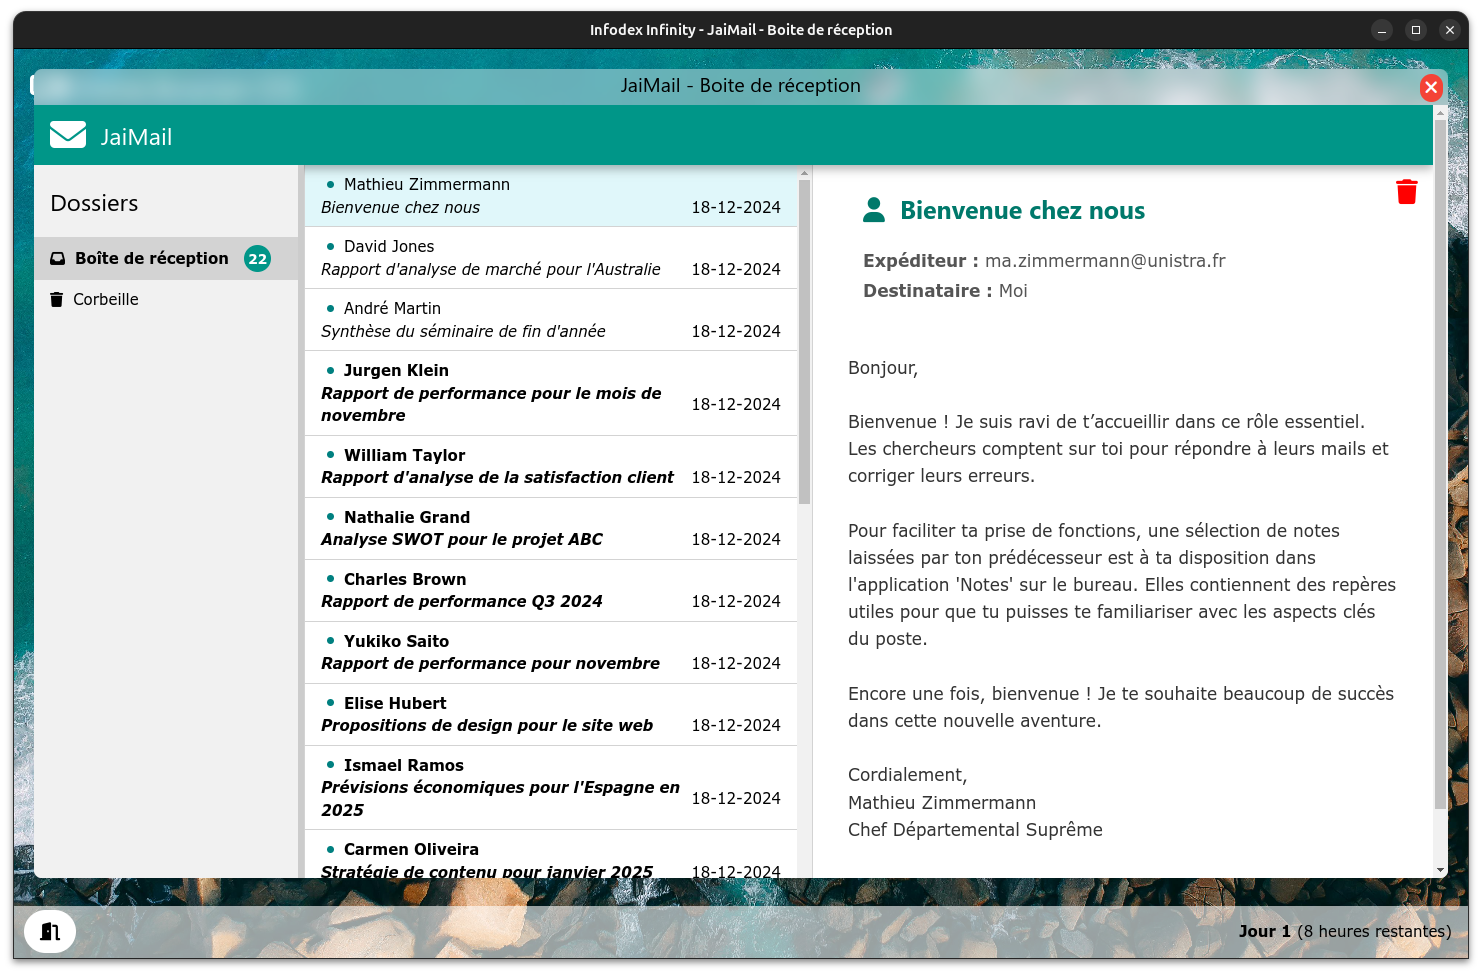 Infodex Infinity - JaiMail - Boite de réception
JaiMail - Boite de réception
JaiMail
Dossiers
Boîte de réception 22
Corbeille
Mathieu Zimmermann
Bienvenue chez nous 18-12-2024
David Jones
Rapport d'analyse de marché pour l'Australie 18-12-2024
André Martin
Synthèse du séminaire de fin d'année 18-12-2024
Jurgen Klein
Rapport de performance pour le mois de
novembre 18-12-2024
William Taylor
Rapport d'analyse de la satisfaction client 18-12-2024
Nathalie Grand
Analyse SWOT pour le projet ABC 18-12-2024
Charles Brown
Rapport de performance Q3 2024 18-12-2024
Yukiko Saito
Rapport de performance pour novembre 18-12-2024
Elise Hubert
Propositions de design pour le site web 18-12-2024
Ismael Ramos
Prévisions économiques pour l'Espagne en
2025 18-12-2024
Carmen Oliveira
Stratégie de contenu pour janvier 2025 18-12-2024
Bienvenue chez nous
Expéditeur : ma.zimmermann@unistra.fr
Destinataire : Moi
Bonjour,
Bienvenue ! Je suis ravi de t’accueillir dans ce rôle essentiel.
Les chercheurs comptent sur toi pour répondre à leurs mails et
corriger leurs erreurs.
Pour faciliter ta prise de fonctions, une sélection de notes
laissées par ton prédécesseur est à ta disposition dans
l'application 'Notes' sur le bureau. Elles contiennent des repères
utiles pour que tu puisses te familiariser avec les aspects clés
du poste.
Encore une fois, bienvenue ! Je te souhaite beaucoup de succès
dans cette nouvelle aventure.
Cordialement,
Mathieu Zimmermann
Chef Départemental Suprême
Jour 1 (8 heures restantes)